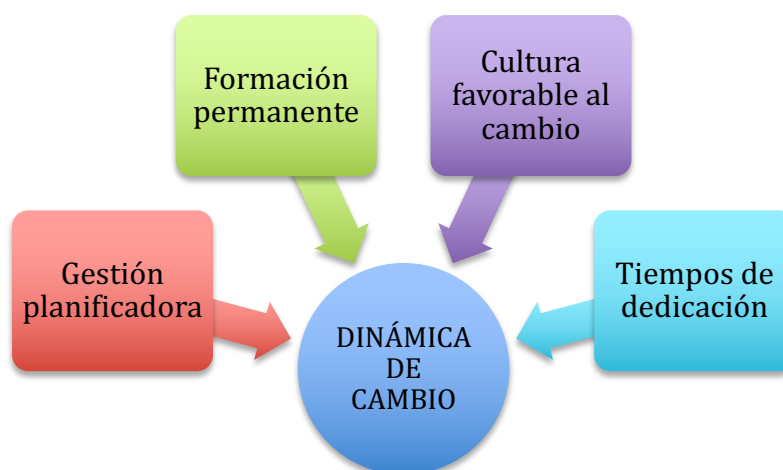 Formación
permanente
Cultura
favorable al
cambio
Gestión
planificadora
Tiempos de
dedicación
DINÁMICA
DE
CAMBIO